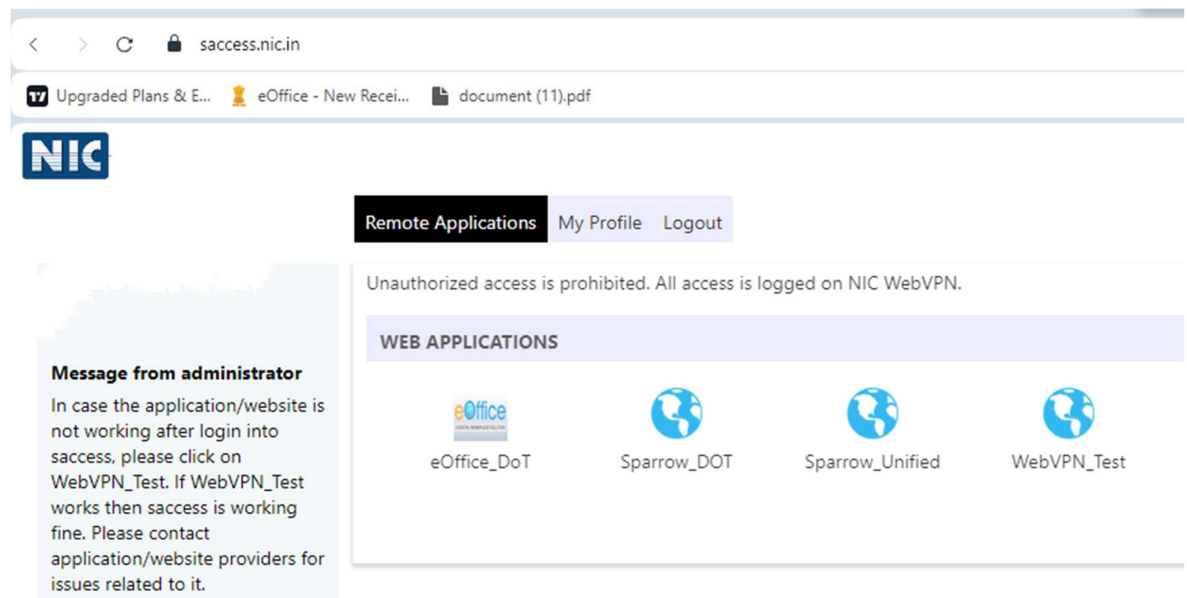 saccess.nic.in
Upgraded Plans & E... eOffice - New Recei... document (11).pdf
NIC
Remote Applications My Profile Logout
Unauthorized access is prohibited. All access is logged on NIC WebVPN.
WEB APPLICATIONS
Message from administrator
In case the application/website is
not working after login into
saccess, please click on
WebVPN_Test. If WebVPN_Test
works then saccess is working
fine. Please contact
application/website providers for
issues related to it.
eOffice
eOffice_DoT Sparrow_DOT Sparrow_Unified WebVPN_Test